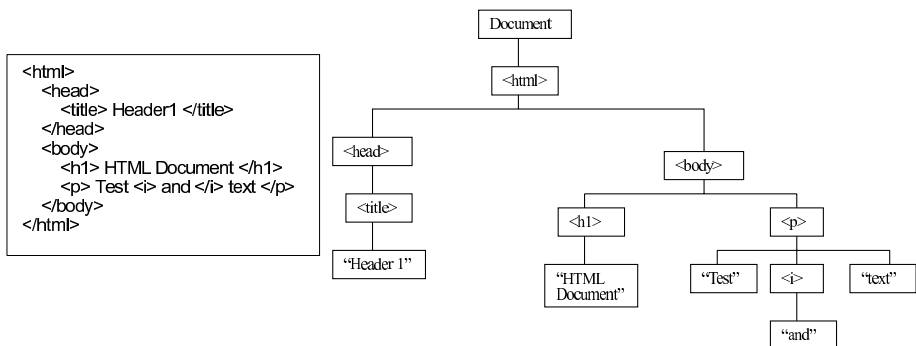 <html>
<head>
<title> Header1 </title>
</head>
<body>
<h1> HTML Document </h1>
<p> Test <i> and </i> text </p>
</body>
</html>
Document
<html>
<head>
<body>
<title>
<h1>
<p>
“Header 1”
“HTML
Document”
“Test”
<i>
“text”
“and”